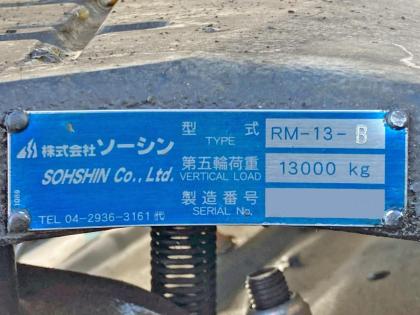 株式会社ソーシン
SOHSHIN Co., Ltd.
TEL 04-2936-3161 ㈹
1089
型式
TYPE
RM-13-B
第五輪荷重
VERTICAL LOAD
13000 kg
製造番号
SERIAL No.